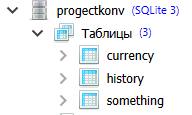 progectkonv (SQLite 3)
Таблицы (3)
currency
history
something